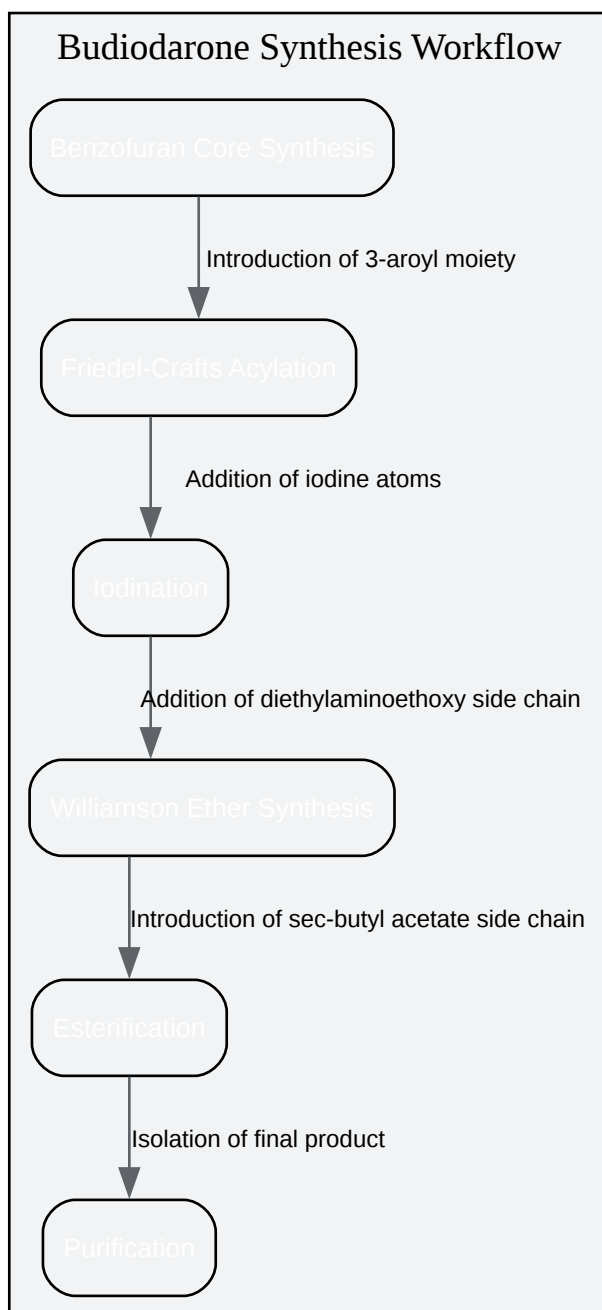 Budiodarone Synthesis Workflow
Benzofuran Core Synthesis
Introduction of 3-aroyl moiety
Friedel-Crafts Acylation
Addition of iodine atoms
Iodination
Addition of diethylaminoethoxy side chain
Williamson Ether Synthesis
Introduction of sec-butyl acetate side chain
Esterification
Isolation of final product
Purification